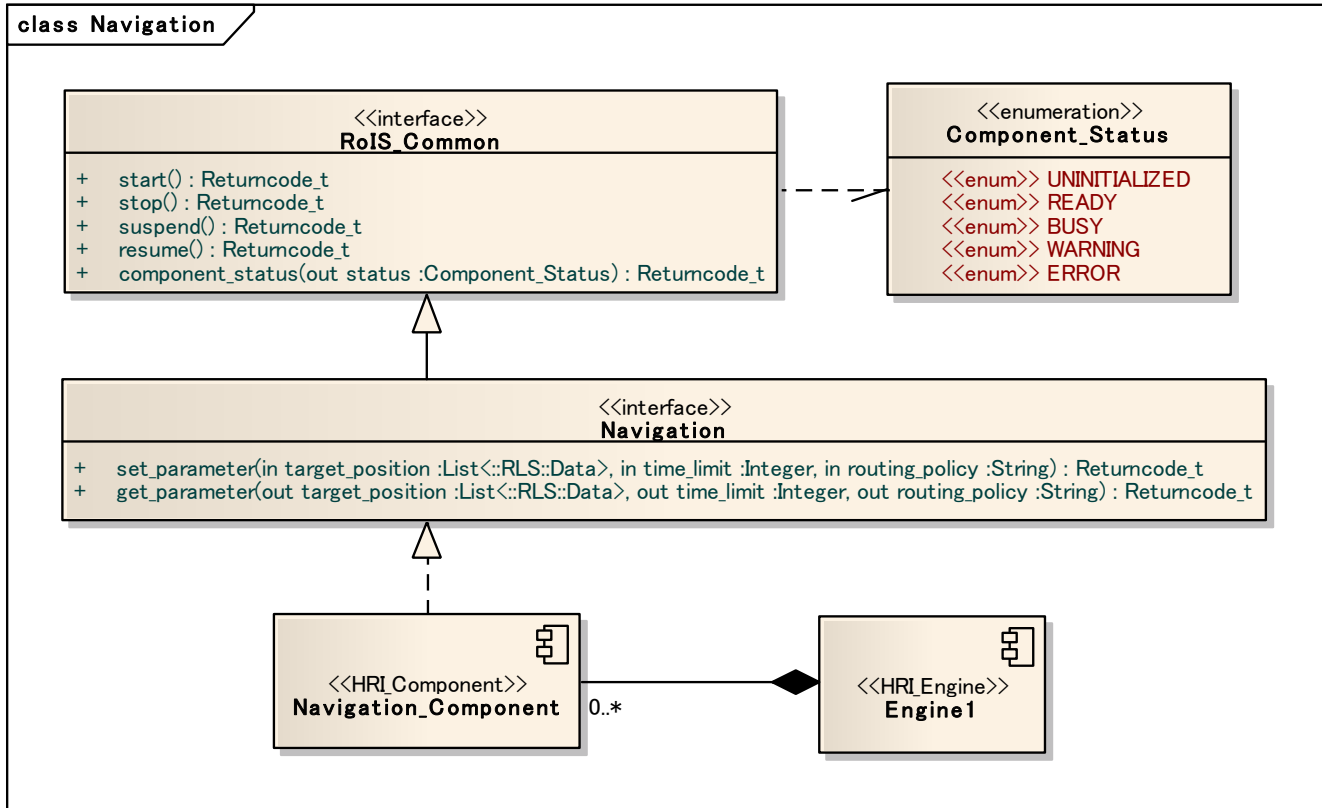 class Navigation
<<interface>>
RoIS_Common
+ start() : Returncode_t
+ stop() : Returncode_t
+ suspend() : Returncode_t
+ resume() : Returncode_t
+ component_status(out status :Component_Status) : Returncode_t
<<enumeration>>
Component_Status
<<enum>> UNINITIALIZED
<<enum>> READY
<<enum>> BUSY
<<enum>> WARNING
<<enum>> ERROR
<<interface>>
Navigation
+ set_parameter(in target_position :List<::RLS::Data>, in time_limit :Integer, in routing_policy :String) : Returncode_t
+ get_parameter(out target_position :List<::RLS::Data>, out time_limit :Integer, out routing_policy :String) : Returncode_t
<<HRI_Component>>
Navigation_Component
0..*
<<HRI_Engine>>
Engine1